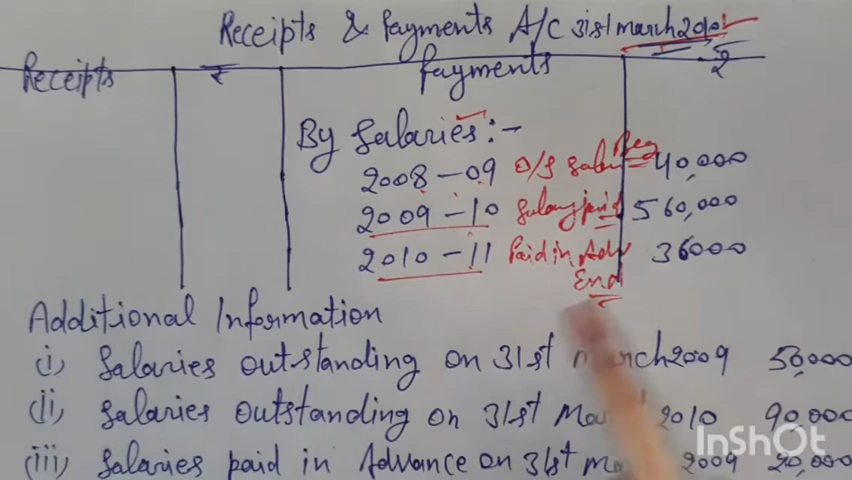 Receipts & Payments A/C 31st march 2010
Receipts ₹ Payments ₹
By Salaries:-
2008-09 O/s Salary Beg 40,000
2009-10 Salary paid 560,000
2010-11 Paid in Adv 36000
End
Additional Information
(i) Salaries outstanding on 31st march 2009 50,000
(ii) Salaries outstanding on 31st Mar 2010 90,000
(iii) Salaries paid in Advance on 31st Mar 2009 20,000
InShOt